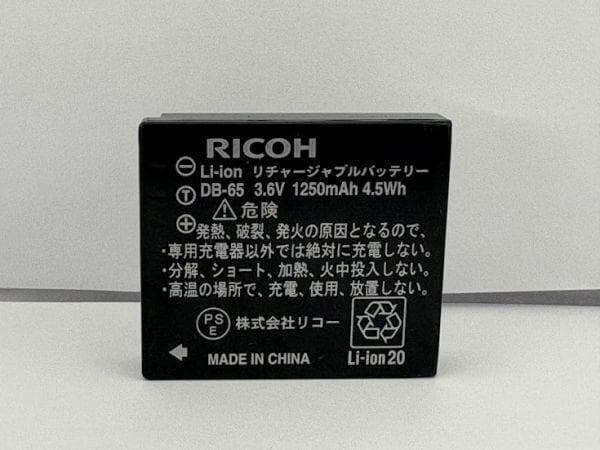 RICOH
Li-ion リチャージャブルバッテリー
DB-65 3.6V 1250mAh 4.5Wh
T
危険
発熱、破裂、発火の原因となるので、
・専用充電器以外では絶対に充電しない。
・分解、ショート、加熱、火中投入しない。
・高温の場所で、充電、使用、放置しない。
PS
E
株式会社リコー
MADE IN CHINA
Li-ion 20